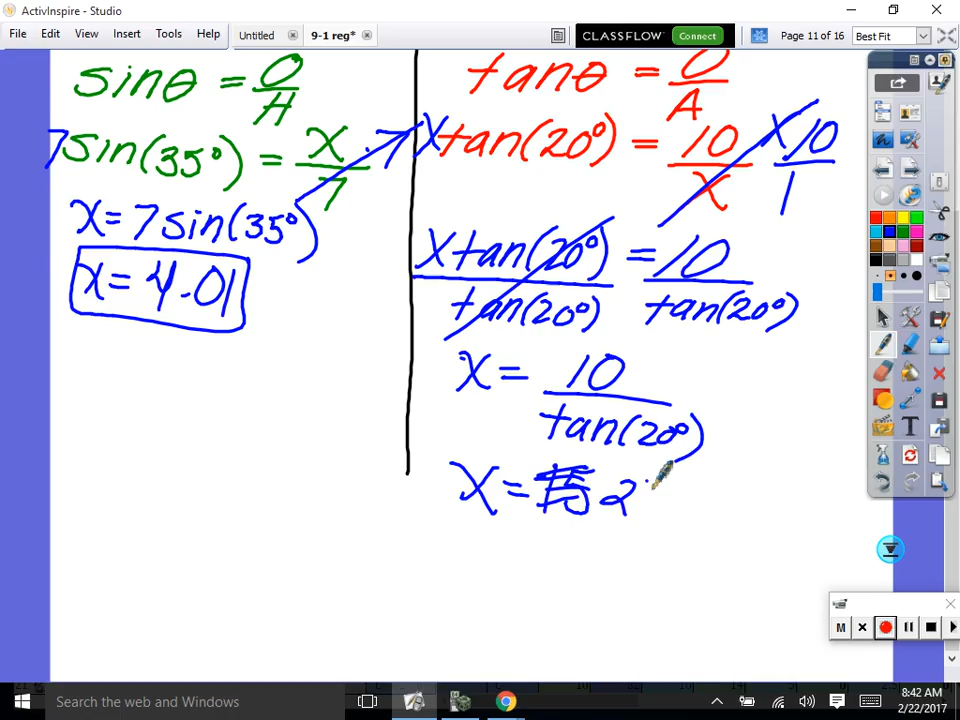 ActivInspire - Studio
File Edit View Insert Tools Help
Untitled
9-1 reg*
CLASSFLOW
Connect
Page 11 of 16
Best Fit
sinθ = O/H
7sin(35°) = x/7 · 7
x = 7sin(35°)
x = 4.01
tanθ = O/A
x tan(20°) = 10/x x10/1
x tan(20°) / tan(20°) = 10 / tan(20°)
x = 10 / tan(20°)
x = 2
T
M
Search the web and Windows
8:42 AM
2/22/2017